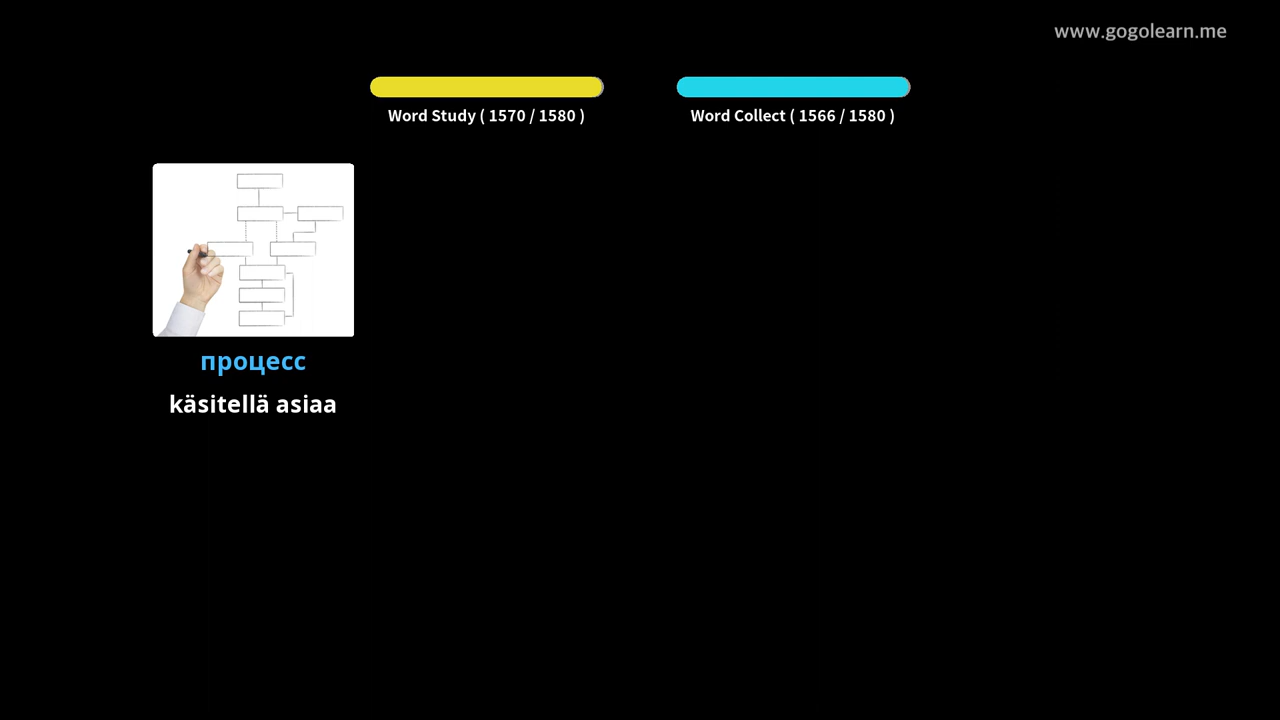 www.gogolearn.me
Word Study ( 1570 / 1580 )
Word Collect ( 1566 / 1580 )
процесс
käsitellä asiaa